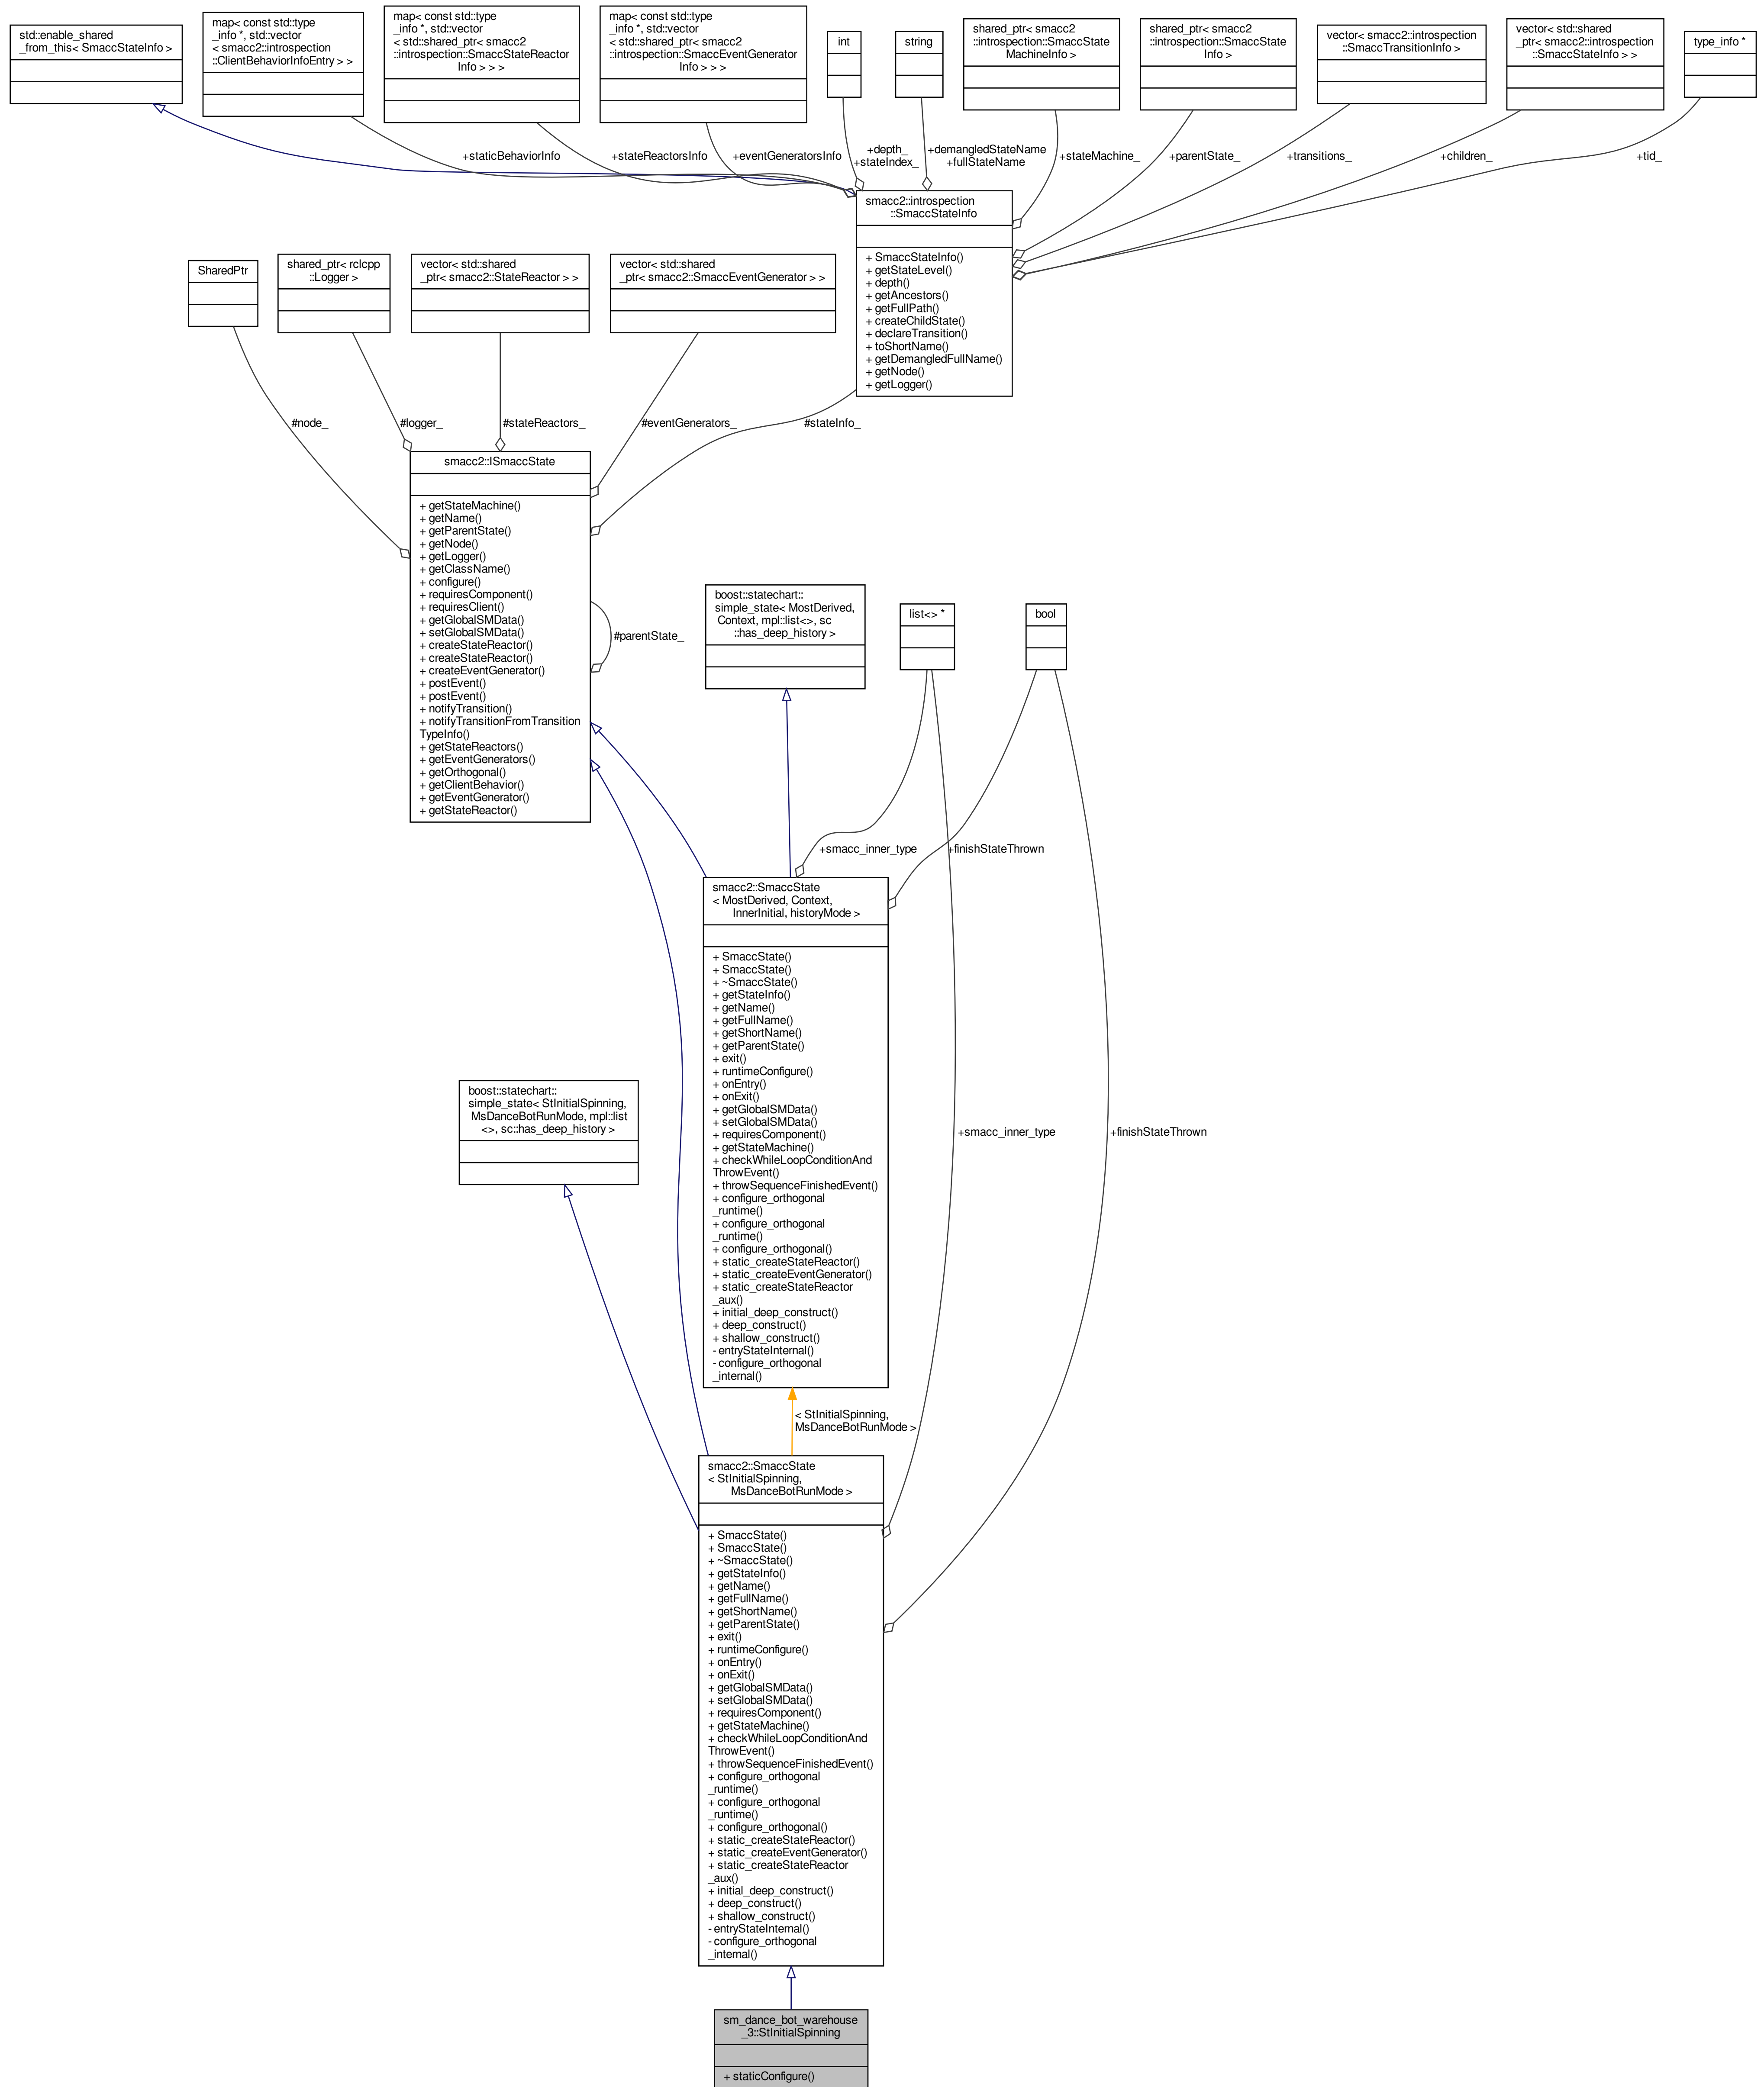 std::enable_shared
_from_this< SmaccStateInfo >
map< const std::type
_info *, std::vector
< smacc2::introspection
::ClientBehaviorInfoEntry > >
map< const std::type
_info *, std::vector
< std::shared_ptr< smacc2
::introspection::SmaccStateReactor
Info > > >
map< const std::type
_info *, std::vector
< std::shared_ptr< smacc2
::introspection::SmaccEventGenerator
Info > > >
int
string
shared_ptr< smacc2
::introspection::SmaccState
MachineInfo >
shared_ptr< smacc2
::introspection::SmaccState
Info >
vector< smacc2::introspection
::SmaccTransitionInfo >
vector< std::shared
_ptr< smacc2::introspection
::SmaccStateInfo > >
type_info *
+staticBehaviorInfo
+stateReactorsInfo
+eventGeneratorsInfo
+depth_
+stateIndex_
+demangledStateName
+fullStateName
+stateMachine_
+parentState_
+transitions_
+children_
+tid_
smacc2::introspection
::SmaccStateInfo
+ SmaccStateInfo()
+ getStateLevel()
+ depth()
+ getAncestors()
+ getFullPath()
+ createChildState()
+ declareTransition()
+ toShortName()
+ getDemangledFullName()
+ getNode()
+ getLogger()
SharedPtr
shared_ptr< rclcpp
::Logger >
vector< std::shared
_ptr< smacc2::StateReactor > >
vector< std::shared
_ptr< smacc2::SmaccEventGenerator > >
#node_
#logger_
#stateReactors_
#eventGenerators_
#stateInfo_
smacc2::ISmaccState
+ getStateMachine()
+ getName()
+ getParentState()
+ getNode()
+ getLogger()
+ getClassName()
+ configure()
+ requiresComponent()
+ requiresClient()
+ getGlobalSMData()
+ setGlobalSMData()
+ createStateReactor()
+ createStateReactor()
+ createEventGenerator()
+ postEvent()
+ postEvent()
+ notifyTransition()
+ notifyTransitionFromTransition
TypeInfo()
+ getStateReactors()
+ getEventGenerators()
+ getOrthogonal()
+ getClientBehavior()
+ getEventGenerator()
+ getStateReactor()
#parentState_
boost::statechart::
simple_state< MostDerived,
Context, mpl::list<>, sc
::has_deep_history >
list<> *
bool
+smacc_inner_type
+finishStateThrown
smacc2::SmaccState
< MostDerived, Context,
InnerInitial, historyMode >
+ SmaccState()
+ SmaccState()
+ ~SmaccState()
+ getStateInfo()
+ getName()
+ getFullName()
+ getShortName()
+ getParentState()
+ exit()
+ runtimeConfigure()
+ onEntry()
+ onExit()
+ getGlobalSMData()
+ setGlobalSMData()
+ requiresComponent()
+ getStateMachine()
+ checkWhileLoopConditionAnd
ThrowEvent()
+ throwSequenceFinishedEvent()
+ configure_orthogonal
_runtime()
+ configure_orthogonal
_runtime()
+ configure_orthogonal()
+ static_createStateReactor()
+ static_createEventGenerator()
+ static_createStateReactor
_aux()
+ initial_deep_construct()
+ deep_construct()
+ shallow_construct()
- entryStateInternal()
- configure_orthogonal
_internal()
boost::statechart::
simple_state< StInitialSpinning,
MsDanceBotRunMode, mpl::list
<>, sc::has_deep_history >
+smacc_inner_type
+finishStateThrown
< StInitialSpinning,
MsDanceBotRunMode >
smacc2::SmaccState
< StInitialSpinning,
MsDanceBotRunMode >
+ SmaccState()
+ SmaccState()
+ ~SmaccState()
+ getStateInfo()
+ getName()
+ getFullName()
+ getShortName()
+ getParentState()
+ exit()
+ runtimeConfigure()
+ onEntry()
+ onExit()
+ getGlobalSMData()
+ setGlobalSMData()
+ requiresComponent()
+ getStateMachine()
+ checkWhileLoopConditionAnd
ThrowEvent()
+ throwSequenceFinishedEvent()
+ configure_orthogonal
_runtime()
+ configure_orthogonal
_runtime()
+ configure_orthogonal()
+ static_createStateReactor()
+ static_createEventGenerator()
+ static_createStateReactor
_aux()
+ initial_deep_construct()
+ deep_construct()
+ shallow_construct()
- entryStateInternal()
- configure_orthogonal
_internal()
sm_dance_bot_warehouse
_3::StInitialSpinning
+ staticConfigure()